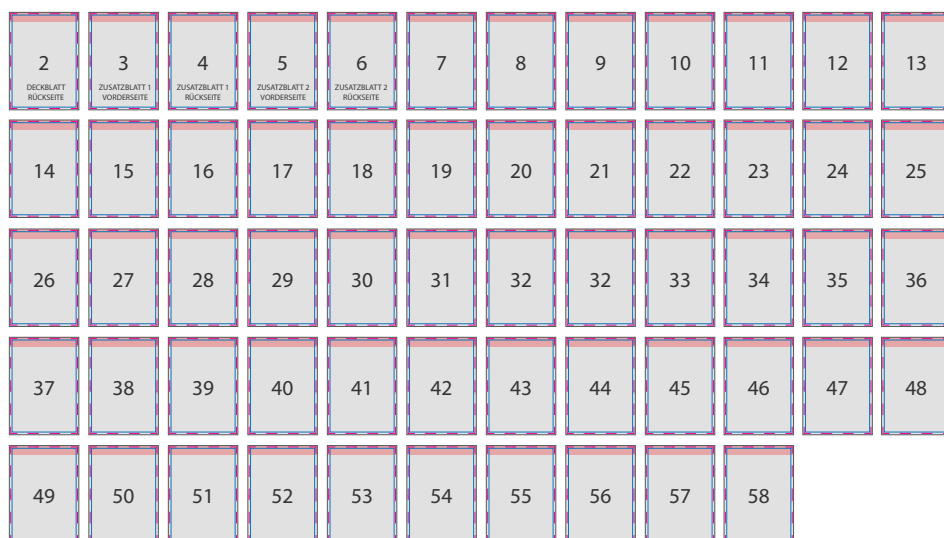 2 3 4 5 6 7 8 9 10 11 12 13
DECKBLATT ZUSATZBLATT 1 ZUSATZBLATT 1 ZUSATZBLATT 2 ZUSATZBLATT 2
RÜCKSEITE VORDERSEITE RÜCKSEITE VORDERSEITE RÜCKSEITE
14 15 16 17 18 19 20 21 22 23 24 25
26 27 28 29 30 31 32 32 33 34 35 36
37 38 39 40 41 42 43 44 45 46 47 48
49 50 51 52 53 54 55 56 57 58